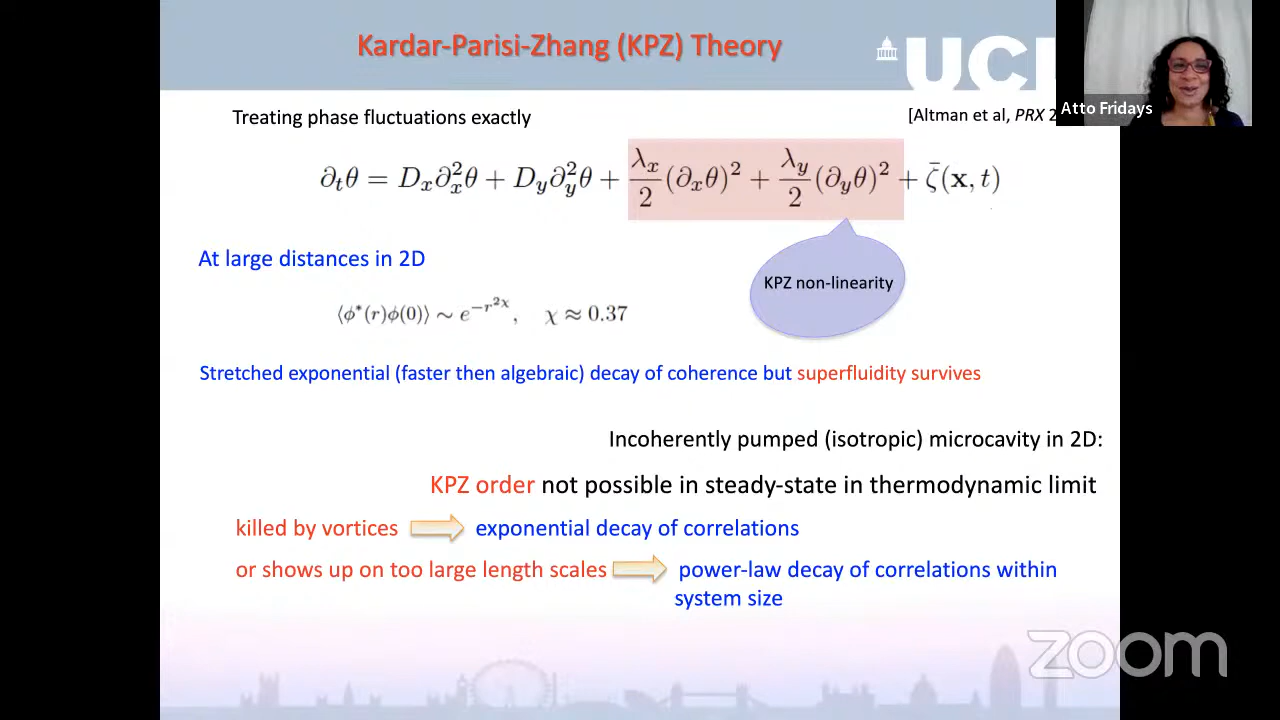 Kardar-Parisi-Zhang (KPZ) Theory
UCL
Atto Fridays
Treating phase fluctuations exactly
[Altman et al, PRX 2
∂ₜθ = Dₓ∂ₓ²θ + D_y∂_y²θ + λₓ/2 (∂ₓθ)² + λ_y/2 (∂_yθ)² + ζ̄(x, t)
At large distances in 2D
KPZ non-linearity
⟨ϕ*(r)ϕ(0)⟩ ∼ e^{−r^{2χ}}, χ ≈ 0.37
Stretched exponential (faster then algebraic) decay of coherence but superfluidity survives
Incoherently pumped (isotropic) microcavity in 2D:
KPZ order not possible in steady-state in thermodynamic limit
killed by vortices exponential decay of correlations
or shows up on too large length scales power-law decay of correlations within
system size
zoom